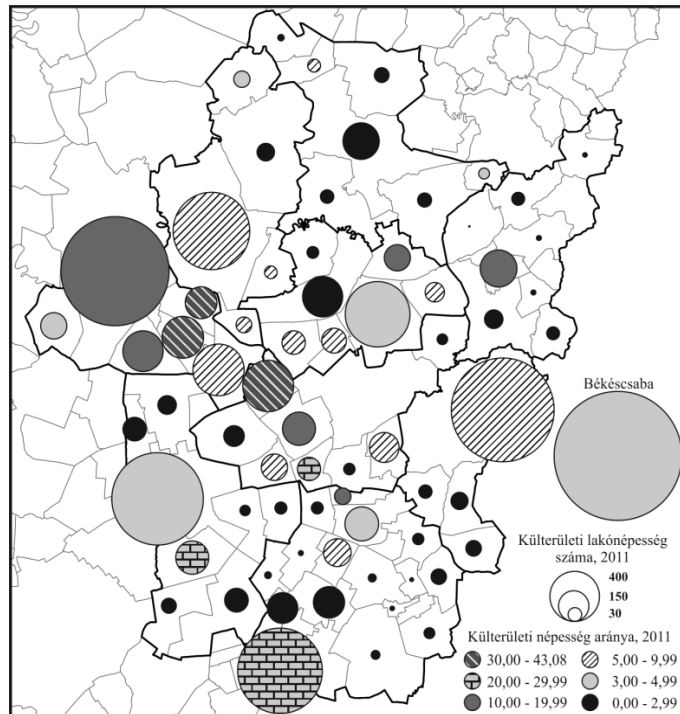 Békéscsaba
Külterületi lakónépesség
száma, 2011
400
150
30
Külterületi népesség aránya, 2011
30,00 - 43,08
5,00 - 9,99
20,00 - 29,99
3,00 - 4,99
10,00 - 19,99
0,00 - 2,99